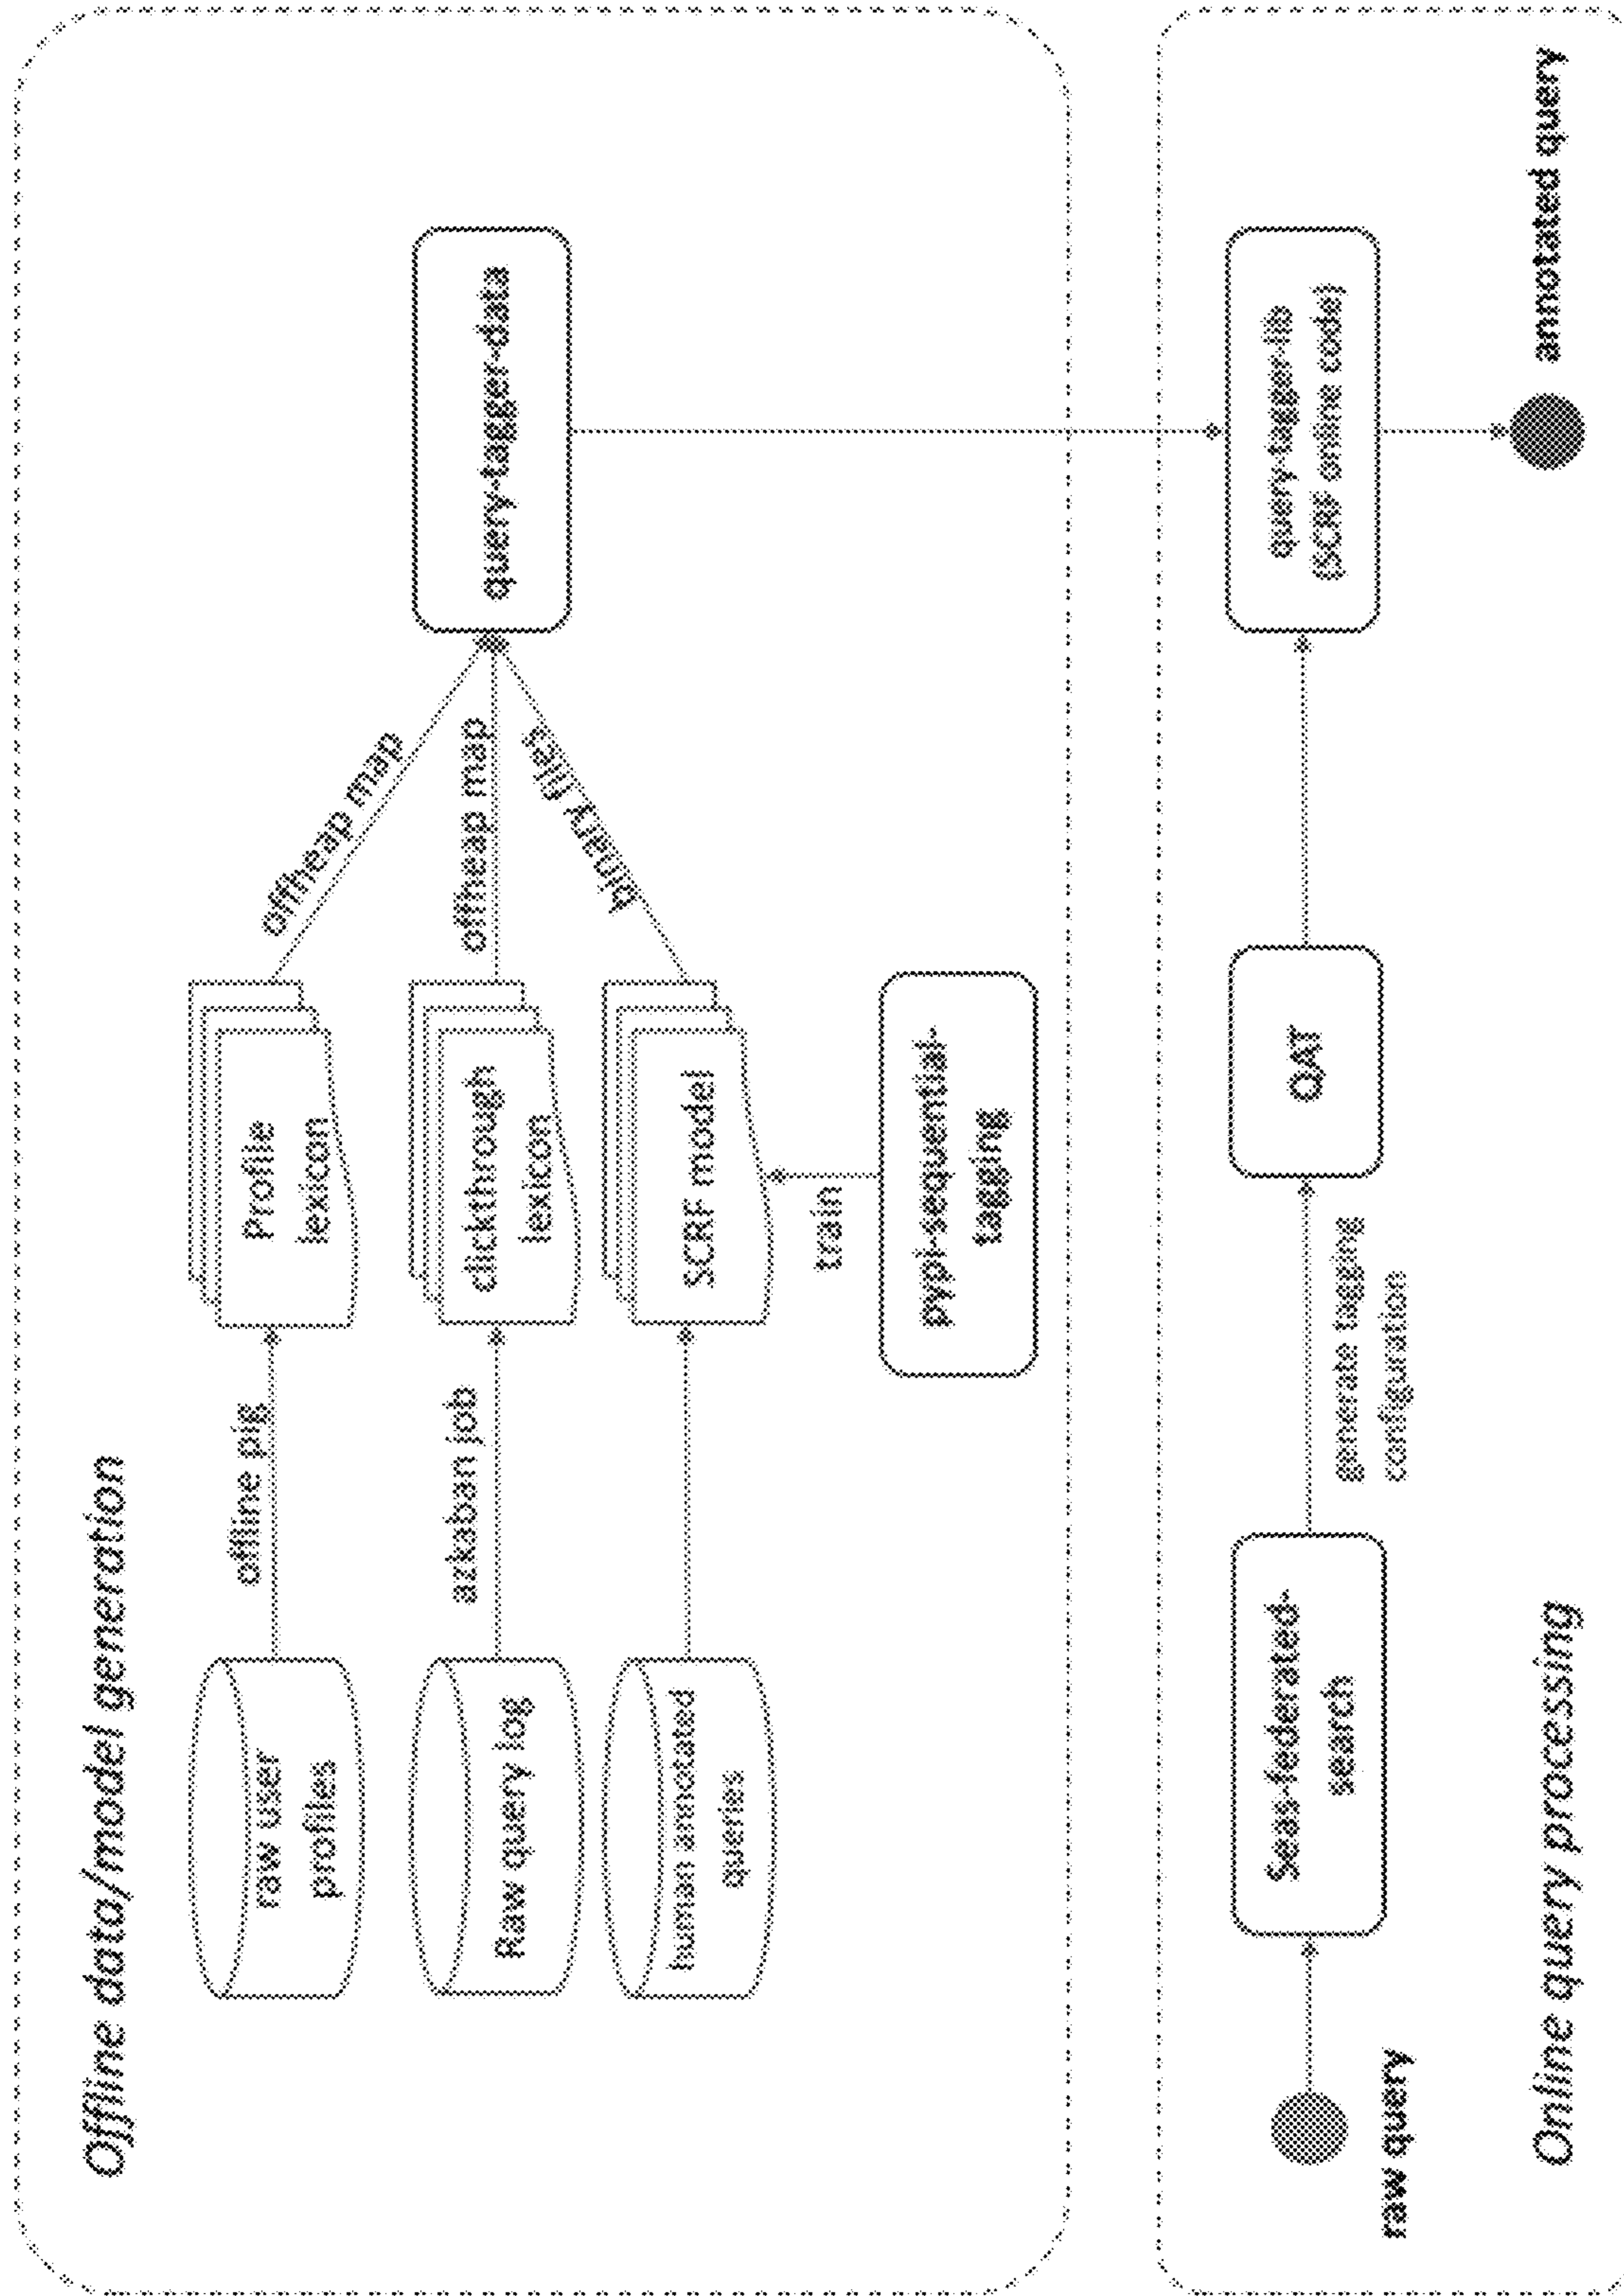 Offline data/model generation
raw user
profiles
offline pig
Profile
lexicon
offheap map
Raw query log
azkaban job
clickthrough
lexicon
offheap map
query-tagger-data
human annotated
queries
SCRF model
binary files
train
pypi-sequential-
tagging
raw query
Seas-federated-
search
generate tagging
configuration
QAT
query-tagger-lib
(SCRF online code)
Online query processing
annotated query